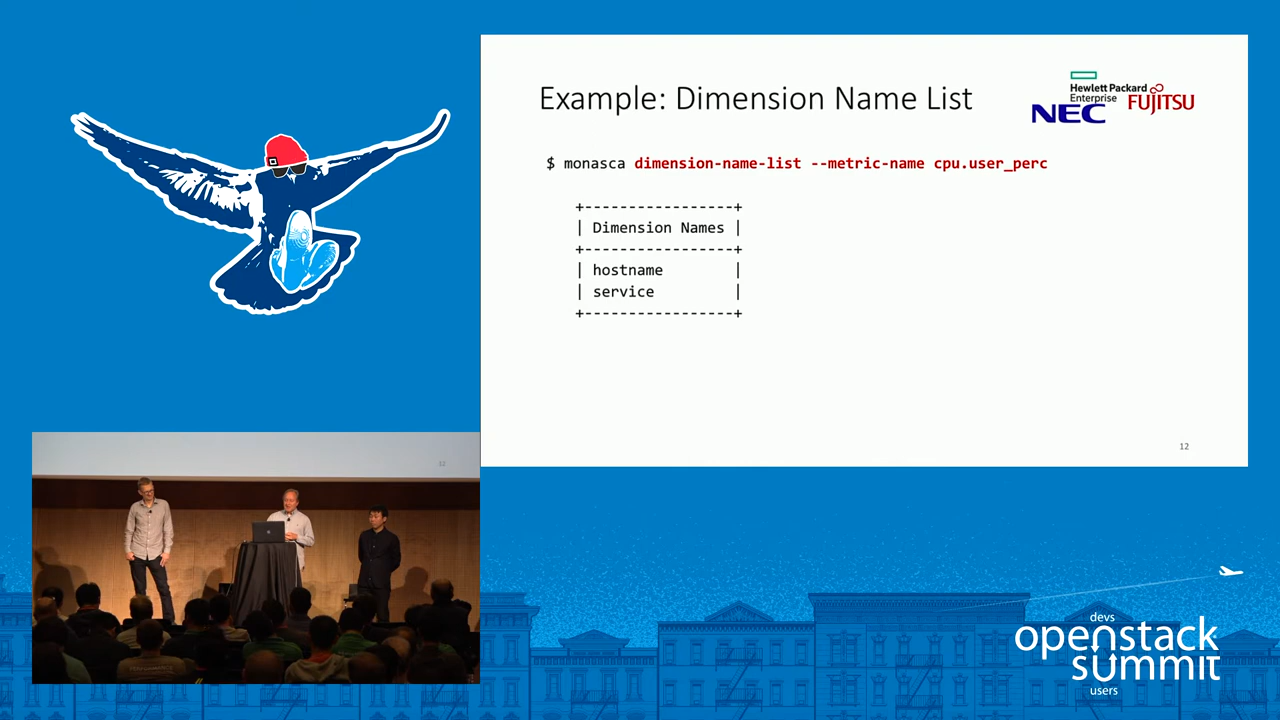 Example: Dimension Name List
Hewlett Packard
Enterprise
NEC
FUJITSU
$ monasca dimension-name-list --metric-name cpu.user_perc
+-----------------+
| Dimension Names |
+-----------------+
| hostname        |
| service         |
+-----------------+
12
devs
openstack
summit
users